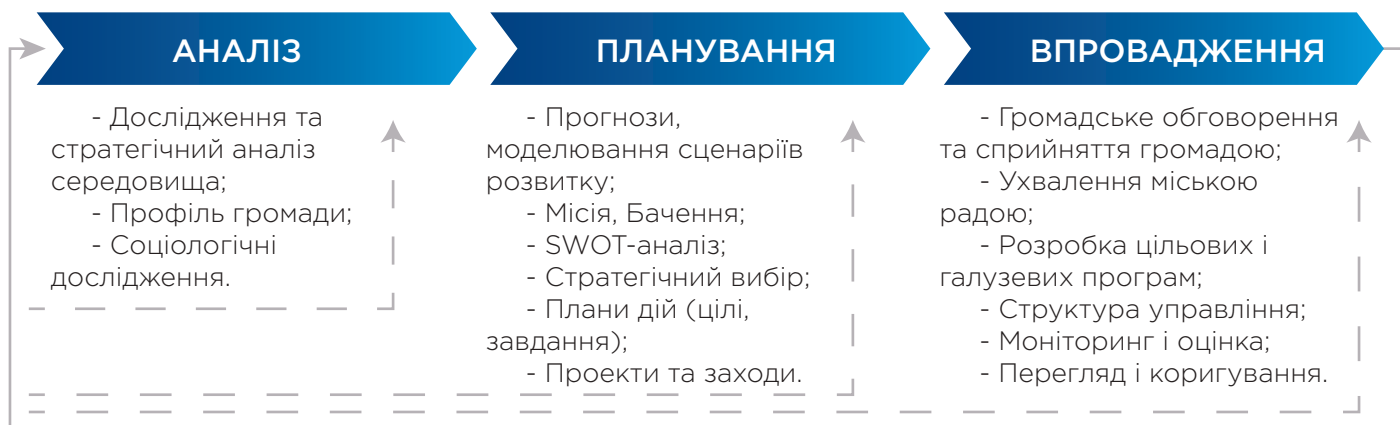 АНАЛІЗ
- Дослідження та
стратегічний аналіз
середовища;
- Профіль громади;
- Соціологічні
дослідження.
ПЛАНУВАННЯ
- Прогнози,
моделювання сценаріїв
розвитку;
- Місія, Бачення;
- SWOT-аналіз;
- Стратегічний вибір;
- Плани дій (цілі,
завдання);
- Проекти та заходи.
ВПРОВАДЖЕННЯ
- Громадське обговорення
та сприйняття громадою;
- Ухвалення міською
радою;
- Розробка цільових і
галузевих програм;
- Структура управління;
- Моніторинг і оцінка;
- Перегляд і коригування.